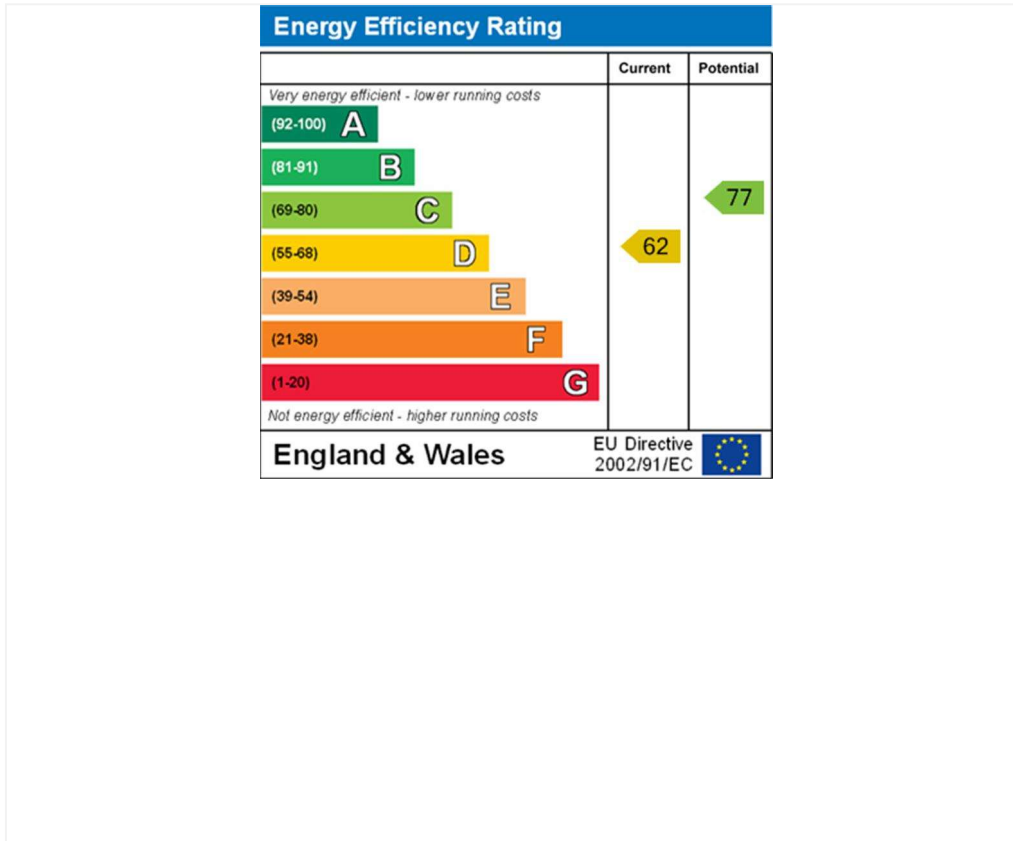 Energy Efficiency Rating
Current Potential
Very energy efficient - lower running costs
(92-100) A
(81-91) B
(69-80) C
77
(55-68) D
62
(39-54) E
(21-38) F
(1-20) G
Not energy efficient - higher running costs
England & Wales
EU Directive
2002/91/EC